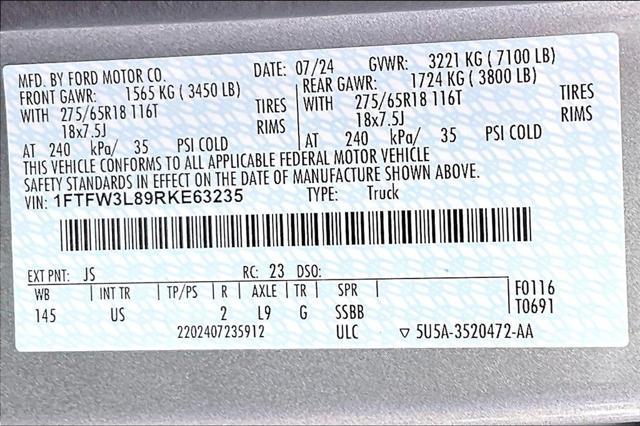 MFD. BY FORD MOTOR CO. DATE: 07/24 GVWR: 3221 KG ( 7100 LB)
FRONT GAWR: 1565 KG ( 3450 LB) REAR GAWR: 1724 KG ( 3800 LB)
WITH 275/65R18 116T TIRES WITH 275/65R18 116T TIRES
18x7.5J RIMS 18x7.5J RIMS
AT 240 kPa/ 35 PSI COLD AT 240 kPa/ 35 PSI COLD
THIS VEHICLE CONFORMS TO ALL APPLICABLE FEDERAL MOTOR VEHICLE
SAFETY STANDARDS IN EFFECT ON THE DATE OF MANUFACTURE SHOWN ABOVE.
VIN: 1FTFW3L89RKE63235 TYPE: Truck
EXT PNT: JS RC: 23 DSO:
WB INT TR TP/PS R AXLE TR SPR F0116
145 US 2 L9 G SSBB T0691
2202407235912 ULC ▽ 5U5A-3520472-AA